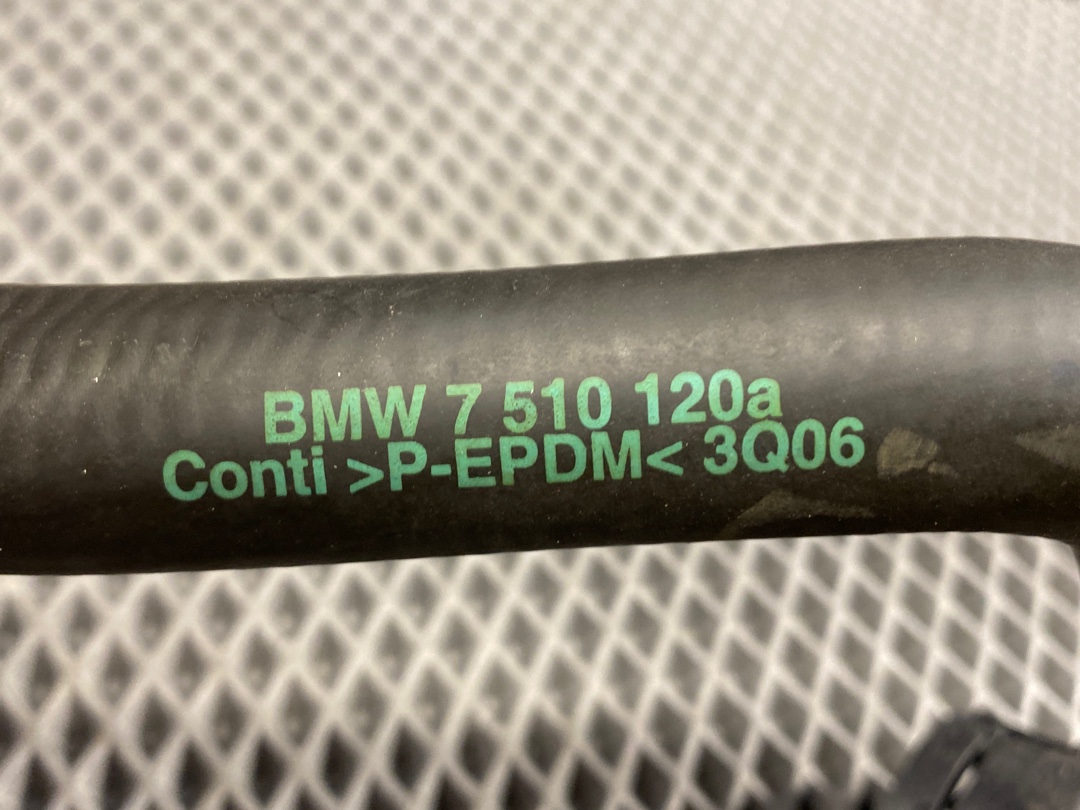 BMW 7 510 120a
Conti >P-EPDM< 3Q06